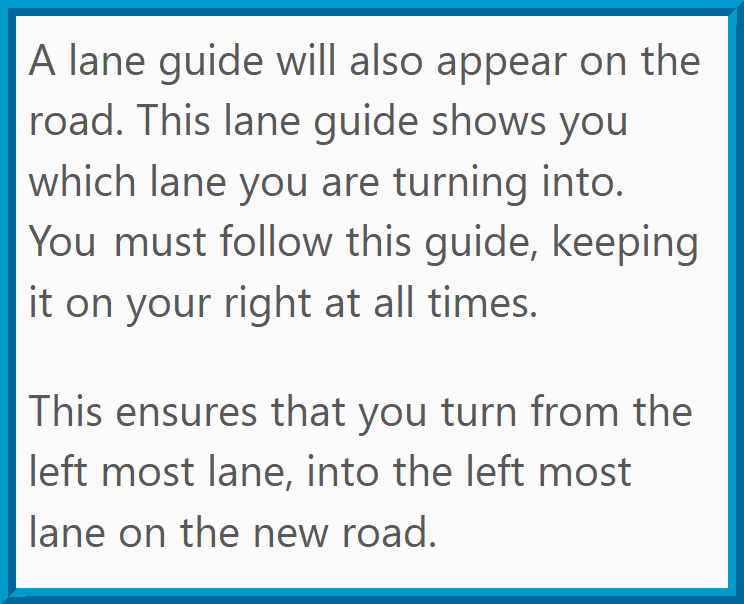 A lane guide will also appear on the
road. This lane guide shows you
which lane you are turning into.
You must follow this guide, keeping
it on your right at all times.
This ensures that you turn from the
left most lane, into the left most
lane on the new road.